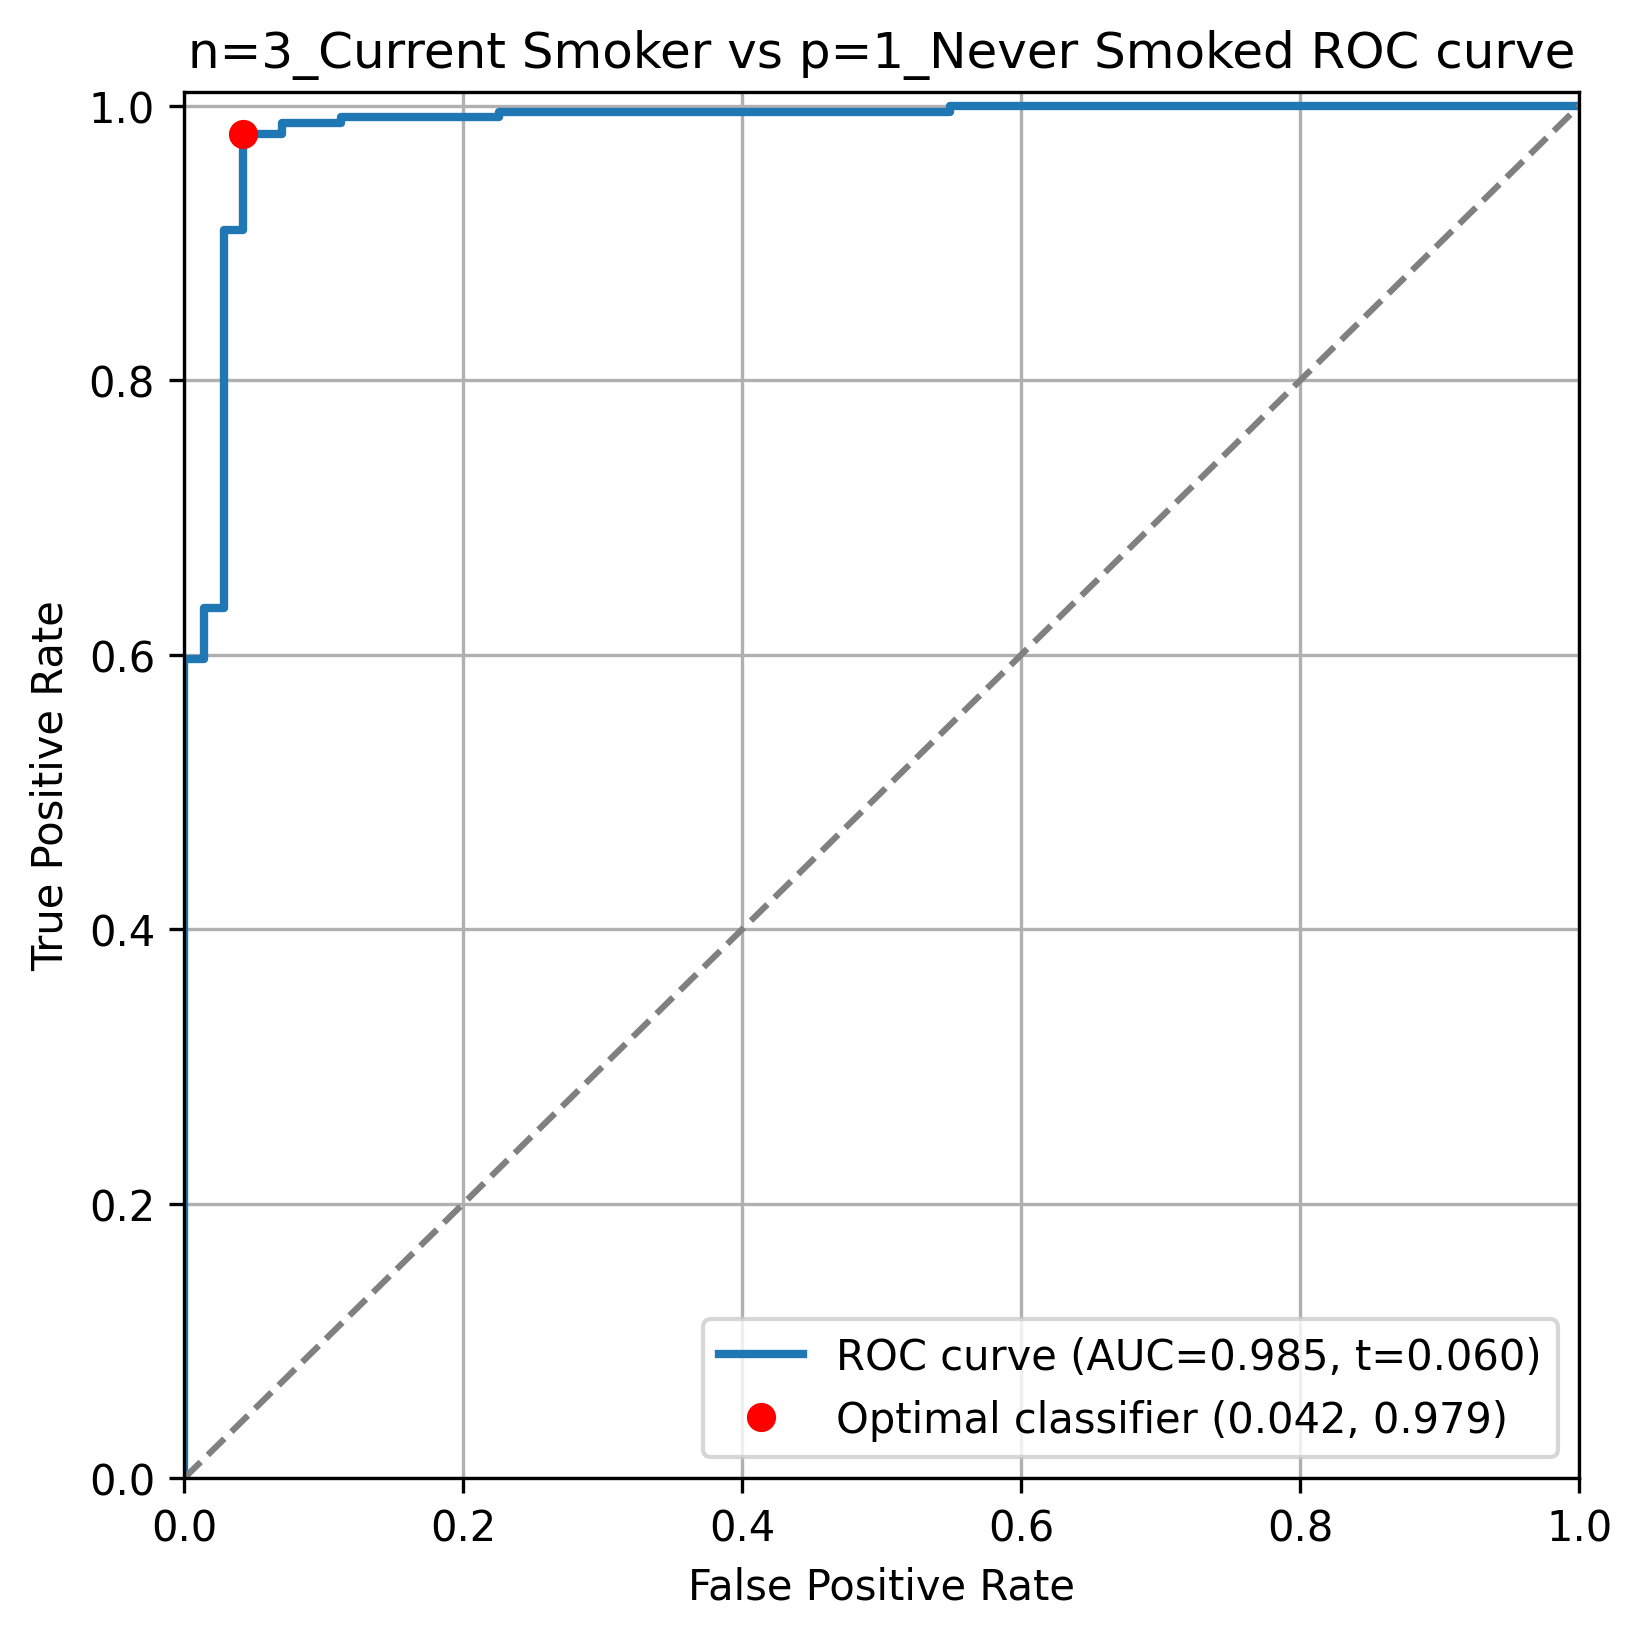 n=3_Current Smoker vs p=1_Never Smoked ROC curve
1.0
0.8
0.6
0.4
0.2
0.0
True Positive Rate
ROC curve (AUC=0.985, t=0.060)
Optimal classifier (0.042, 0.979)
0.0 0.2 0.4 0.6 0.8 1.0
False Positive Rate